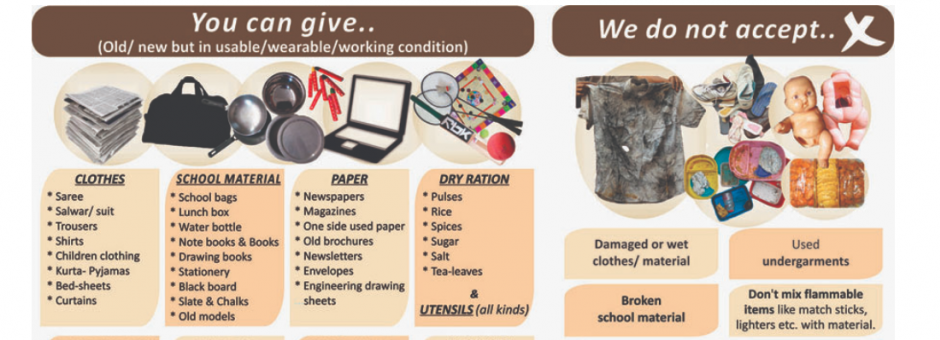 You can give..
(Old/ new but in usable/wearable/working condition)
CLOTHES
* Saree
* Salwar/ suit
* Trousers
* Shirts
* Children clothing
* Kurta- Pyjamas
* Bed-sheets
* Curtains
SCHOOL MATERIAL
* School bags
* Lunch box
* Water bottle
* Note books & Books
* Drawing books
* Stationery
* Black board
* Slate & Chalks
* Old models
PAPER
* Newspapers
* Magazines
* One side used paper
* Old brochures
* Newsletters
* Envelopes
* Engineering drawing
sheets
DRY RATION
* Pulses
* Rice
* Spices
* Sugar
* Salt
* Tea-leaves
&
UTENSILS (all kinds)
We do not accept.. X
Damaged or wet
clothes/ material
Used
undergarments
Broken
school material
Don't mix flammable
items like match sticks,
lighters etc. with material.